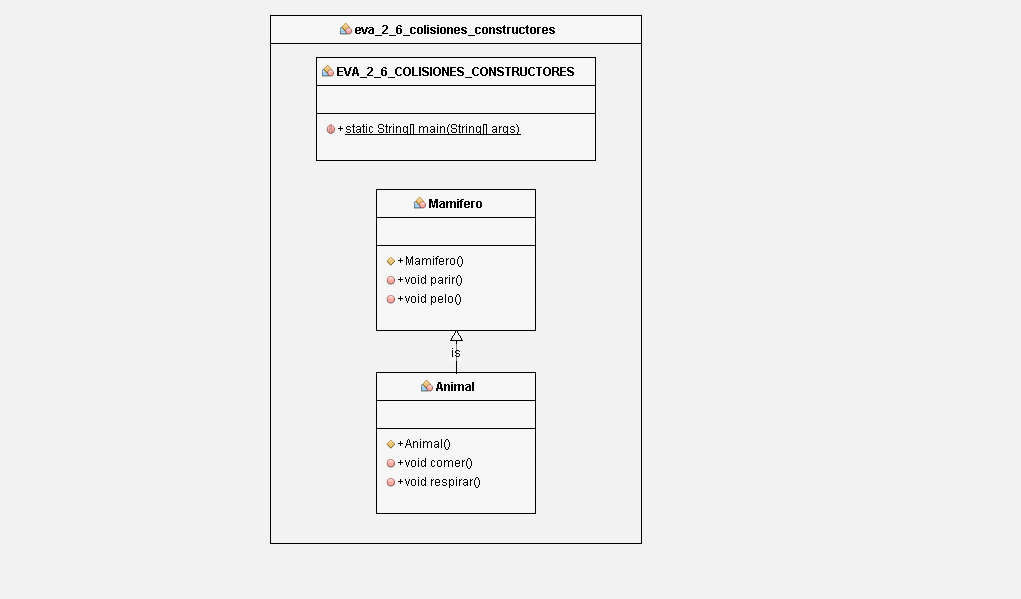 eva_2_6_colisiones_constructores
EVA_2_6_COLISIONES_CONSTRUCTORES
+ static String[] main(String[] args)
Mamifero
+Mamifero()
+void parir()
+void pelo()
is
Animal
+Animal()
+void comer()
+void respirar()